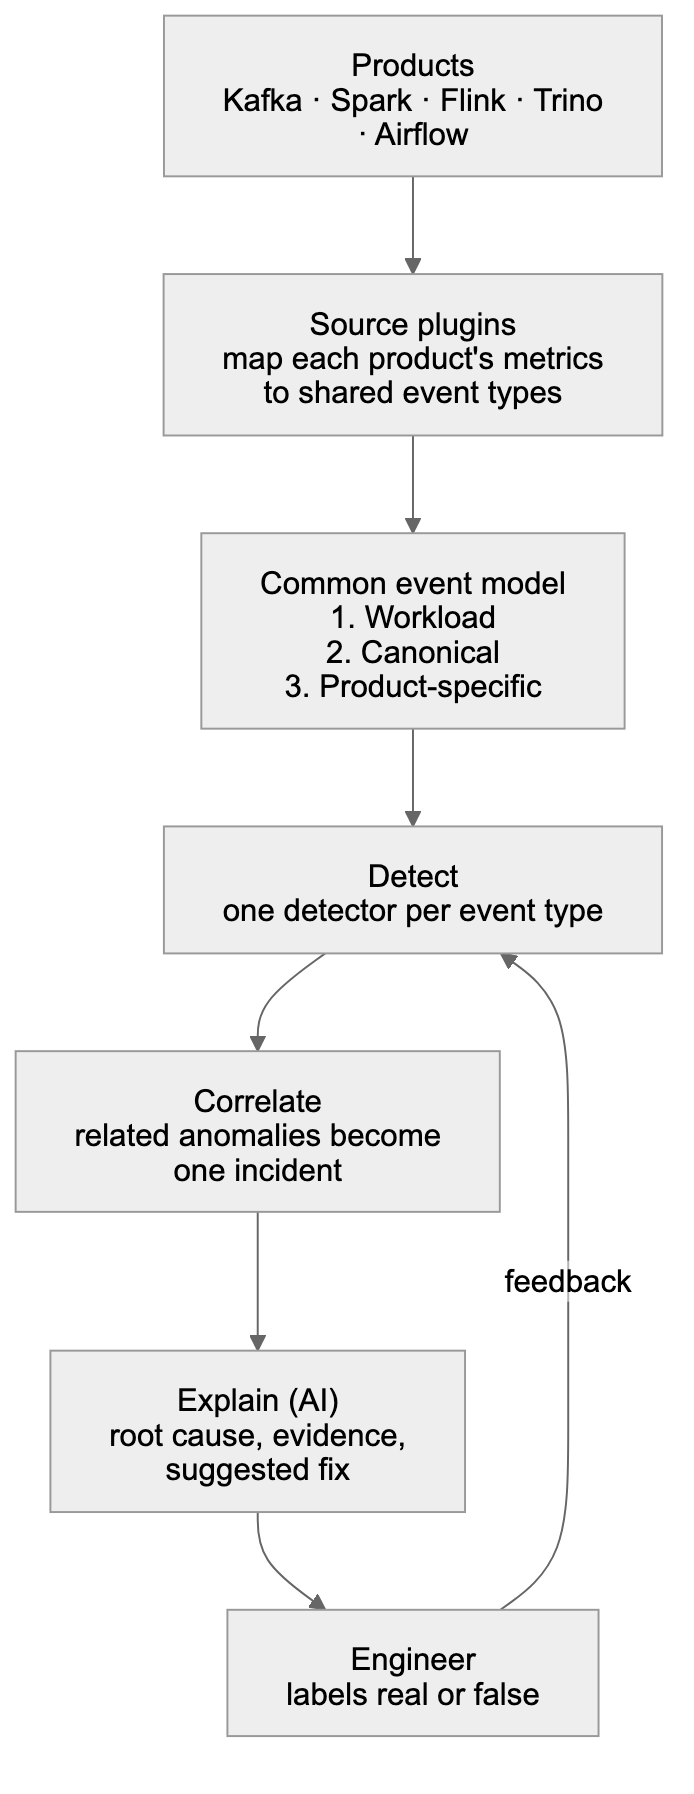 Products
Kafka · Spark · Flink · Trino
· Airflow
Source plugins
map each product's metrics
to shared event types
Common event model
1. Workload
2. Canonical
3. Product-specific
Detect
one detector per event type
Correlate
related anomalies become
one incident
feedback
Explain (AI)
root cause, evidence,
suggested fix
Engineer
labels real or false